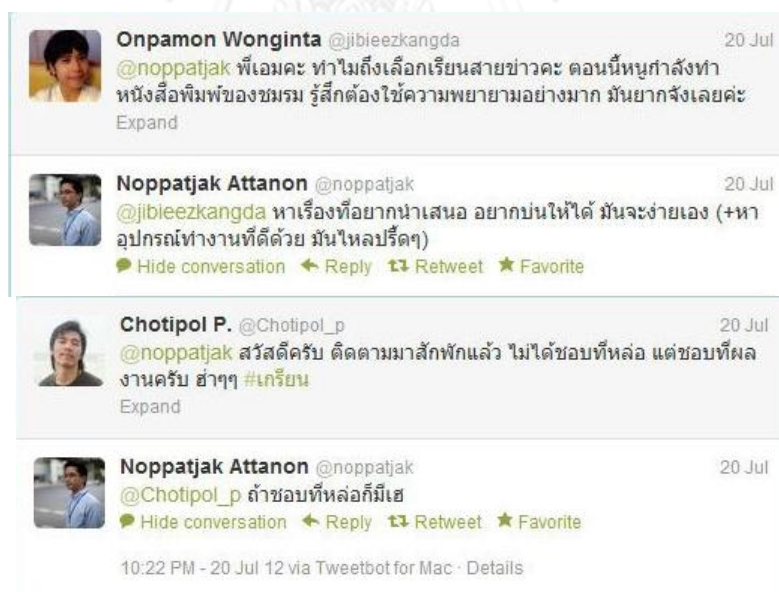 Onpamon Wonginta @jibieezkangda 20 Jul
@noppatjak พี่เอมคะ ทำไมถึงเลือกเรียนสายข่าวคะ ตอนนี้หนูกำลังทำ
หนังสือพิมพ์ของชมรม รู้สึกต้องใช้ความพยายามอย่างมาก มันยากจังเลยค่ะ
Expand
Noppatjak Attanon @noppatjak 20 Jul
@jibieezkangda หาเรื่องที่อยากนำเสนอ อยากบ่นให้ได้ มันจะง่ายเอง (+หา
อุปกรณ์ทำงานที่ดีด้วย มันไหลปรื๊ดๆ)
Hide conversation Reply Retweet Favorite
Chotipol P. @Chotipol_p 20 Jul
@noppatjak สวัสดีครับ ติดตามมาสักพักแล้ว ไม่ได้ชอบที่หล่อ แต่ชอบที่ผล
งานครับ ฮ่าๆๆ #เกรียน
Expand
Noppatjak Attanon @noppatjak 20 Jul
@Chotipol_p ถ้าชอบที่หล่อก็มีเฮ
Hide conversation Reply Retweet Favorite
10:22 PM - 20 Jul 12 via Tweetbot for Mac · Details